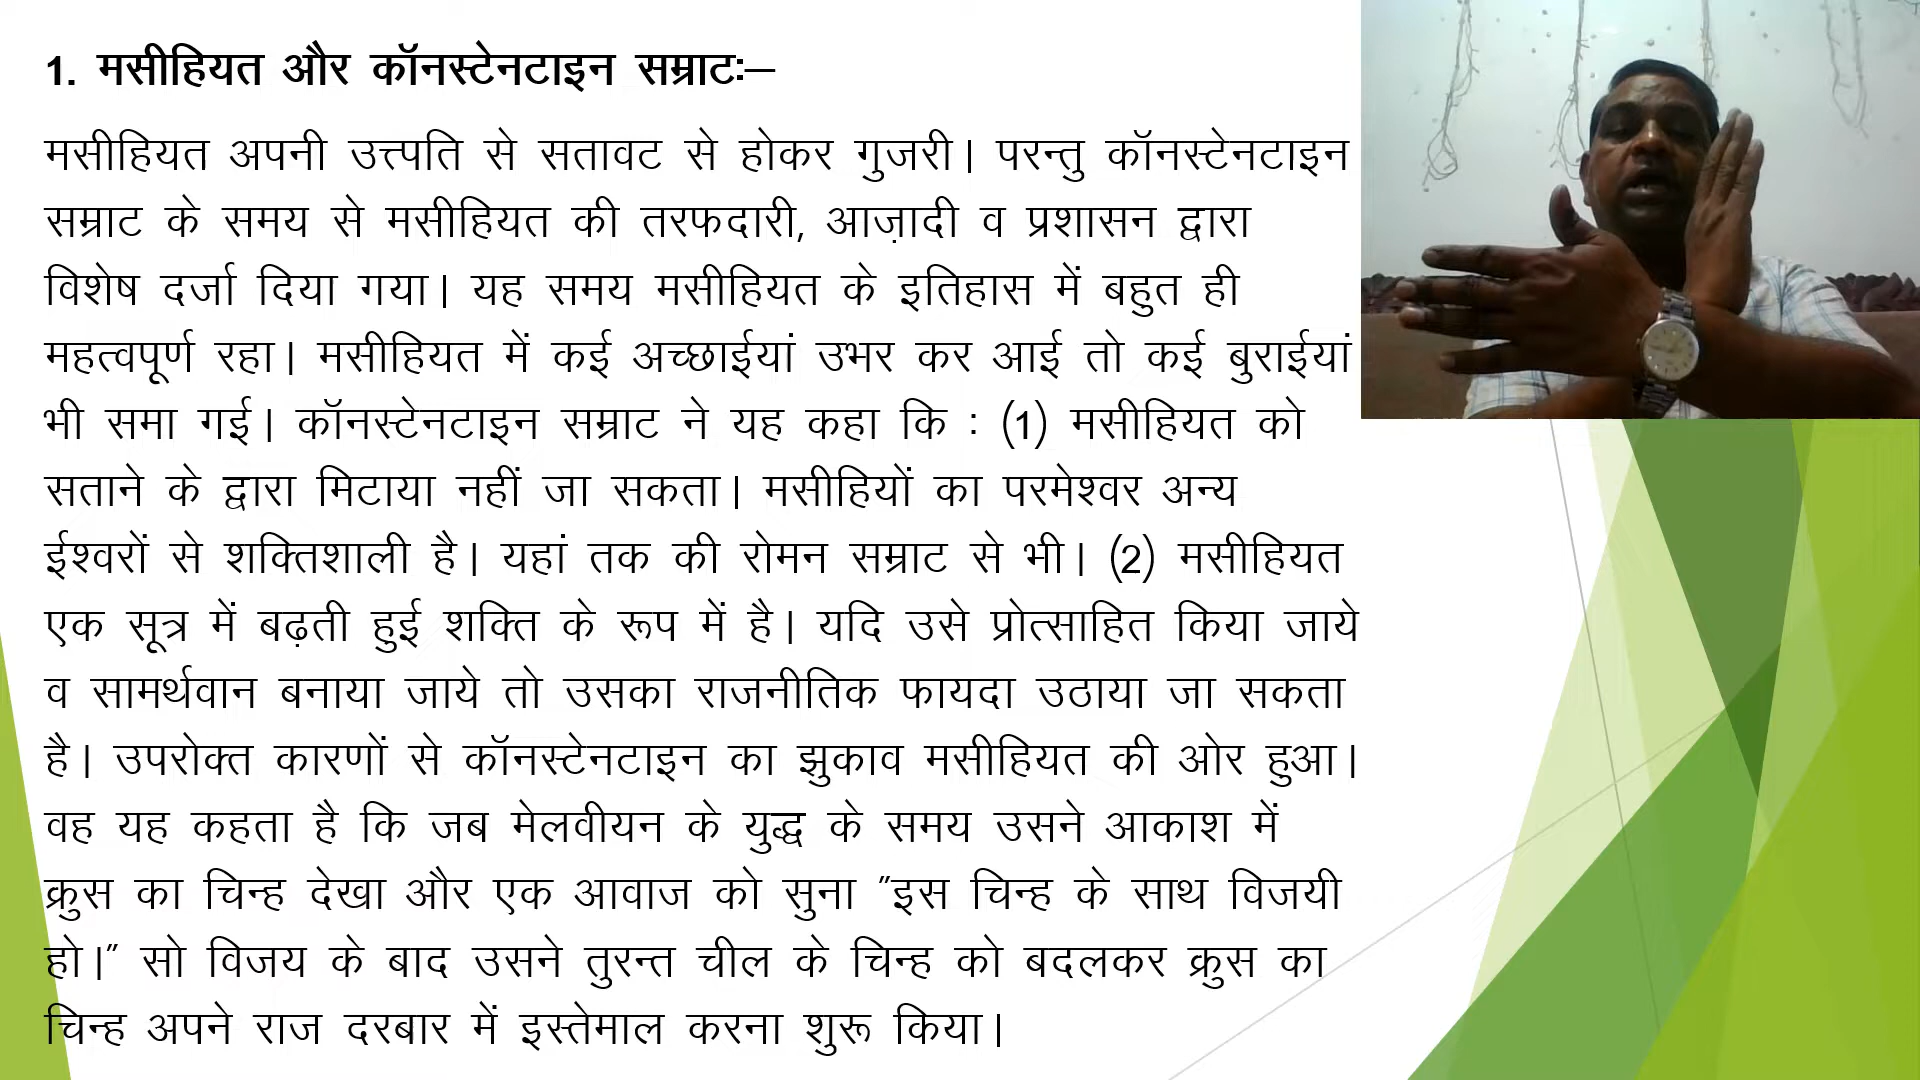 1. मसीहियत और कॉनस्टेनटाइन सम्राटः–
मसीहियत अपनी उत्त्पति से सतावट से होकर गुजरी। परन्तु कॉनस्टेनटाइन
सम्राट के समय से मसीहियत की तरफदारी, आज़ादी व प्रशासन द्वारा
विशेष दर्जा दिया गया। यह समय मसीहियत के इतिहास में बहुत ही
महत्वपूर्ण रहा। मसीहियत में कई अच्छाईयां उभर कर आई तो कई बुराईयां
भी समा गई। कॉनस्टेनटाइन सम्राट ने यह कहा कि : (1) मसीहियत को
सताने के द्वारा मिटाया नहीं जा सकता। मसीहियों का परमेश्वर अन्य
ईश्वरों से शक्तिशाली है। यहां तक की रोमन सम्राट से भी। (2) मसीहियत
एक सूत्र में बढ़ती हुई शक्ति के रूप में है। यदि उसे प्रोत्साहित किया जाये
व सामर्थवान बनाया जाये तो उसका राजनीतिक फायदा उठाया जा सकता
है। उपरोक्त कारणों से कॉनस्टेनटाइन का झुकाव मसीहियत की ओर हुआ।
वह यह कहता है कि जब मेलवीयन के युद्ध के समय उसने आकाश में
क्रुस का चिन्ह देखा और एक आवाज को सुना "इस चिन्ह के साथ विजयी
हो।" सो विजय के बाद उसने तुरन्त चील के चिन्ह को बदलकर क्रुस का
चिन्ह अपने राज दरबार में इस्तेमाल करना शुरू किया।